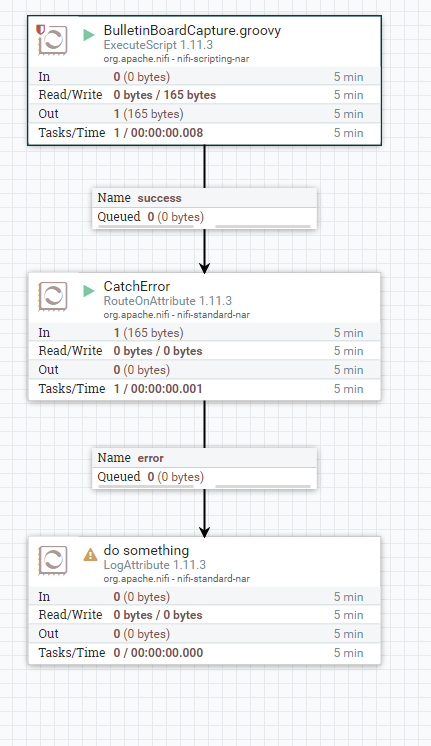 BulletinBoardCapture.groovy
ExecuteScript 1.11.3
org.apache.nifi - nifi-scripting-nar
In 0 (0 bytes) 5 min
Read/Write 0 bytes / 165 bytes 5 min
Out 1 (165 bytes) 5 min
Tasks/Time 1 / 00:00:00.008 5 min
Name success
Queued 0 (0 bytes)
CatchError
RouteOnAttribute 1.11.3
org.apache.nifi - nifi-standard-nar
In 1 (165 bytes) 5 min
Read/Write 0 bytes / 0 bytes 5 min
Out 0 (0 bytes) 5 min
Tasks/Time 1 / 00:00:00.001 5 min
Name error
Queued 0 (0 bytes)
do something
LogAttribute 1.11.3
org.apache.nifi - nifi-standard-nar
In 0 (0 bytes) 5 min
Read/Write 0 bytes / 0 bytes 5 min
Out 0 (0 bytes) 5 min
Tasks/Time 0 / 00:00:00.000 5 min